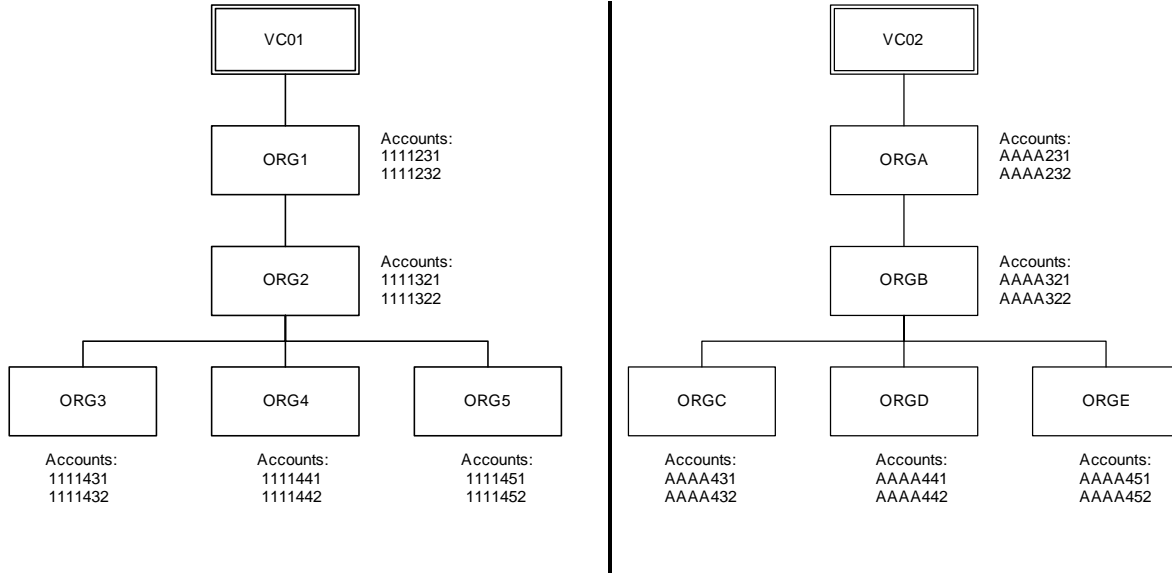 VC01
ORG1
Accounts:
1111231
1111232
ORG2
Accounts:
1111321
1111322
ORG3
ORG4
ORG5
Accounts:
1111431
1111432
Accounts:
1111441
1111442
Accounts:
1111451
1111452
VC02
ORGA
Accounts:
AAAA231
AAAA232
ORGB
Accounts:
AAAA321
AAAA322
ORGC
ORGD
ORGE
Accounts:
AAAA431
AAAA432
Accounts:
AAAA441
AAAA442
Accounts:
AAAA451
AAAA452